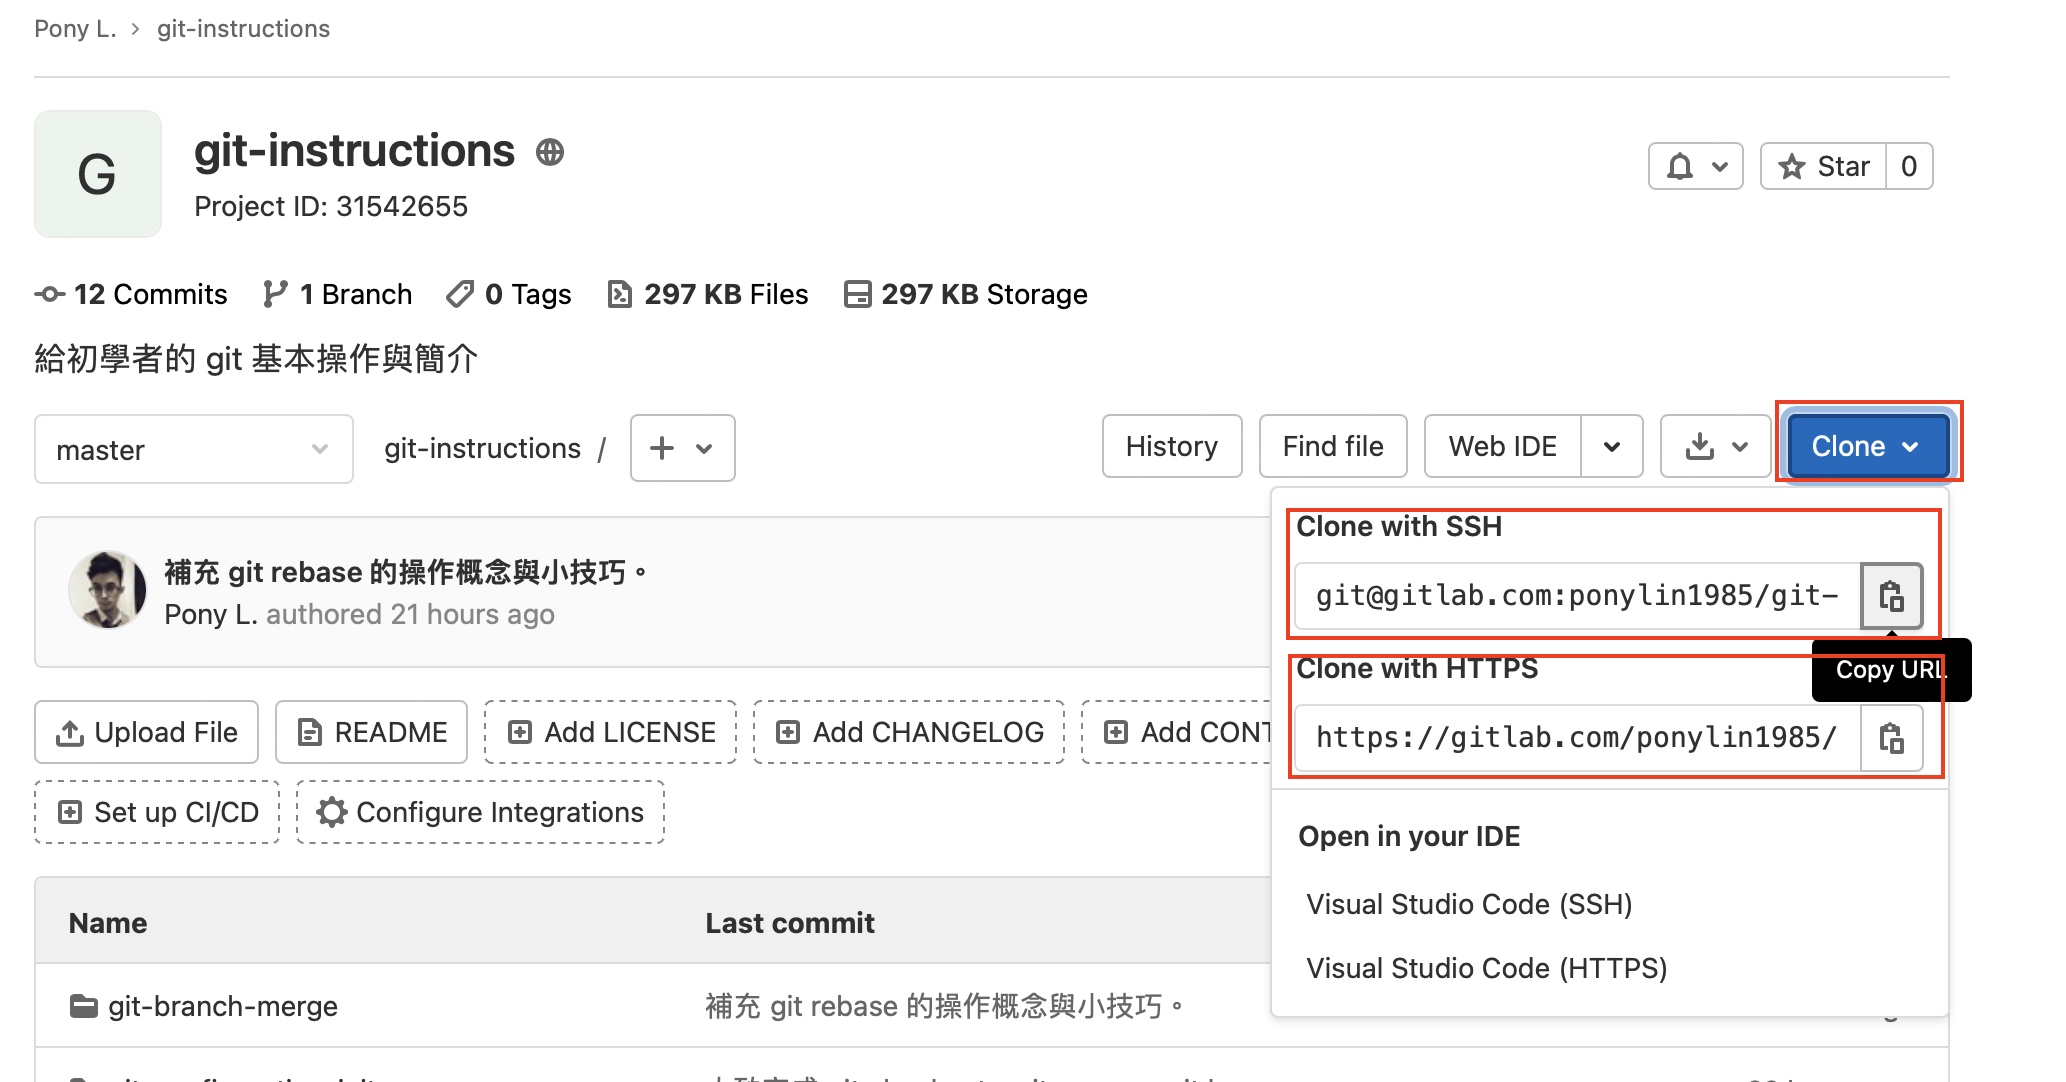 Pony L. › git-instructions
G
git-instructions
Project ID: 31542655
Star 0
12 Commits 1 Branch 0 Tags 297 KB Files 297 KB Storage
給初學者的 git 基本操作與簡介
master git-instructions / + History Find file Web IDE Clone
Clone with SSH
git@gitlab.com:ponylin1985/git-
Copy URL
Clone with HTTPS
https://gitlab.com/ponylin1985/
Open in your IDE
Visual Studio Code (SSH)
Visual Studio Code (HTTPS)
補充 git rebase 的操作概念與小技巧。
Pony L. authored 21 hours ago
Upload File README Add LICENSE Add CHANGELOG Add CONT
Set up CI/CD Configure Integrations
Name Last commit
git-branch-merge 補充 git rebase 的操作概念與小技巧。